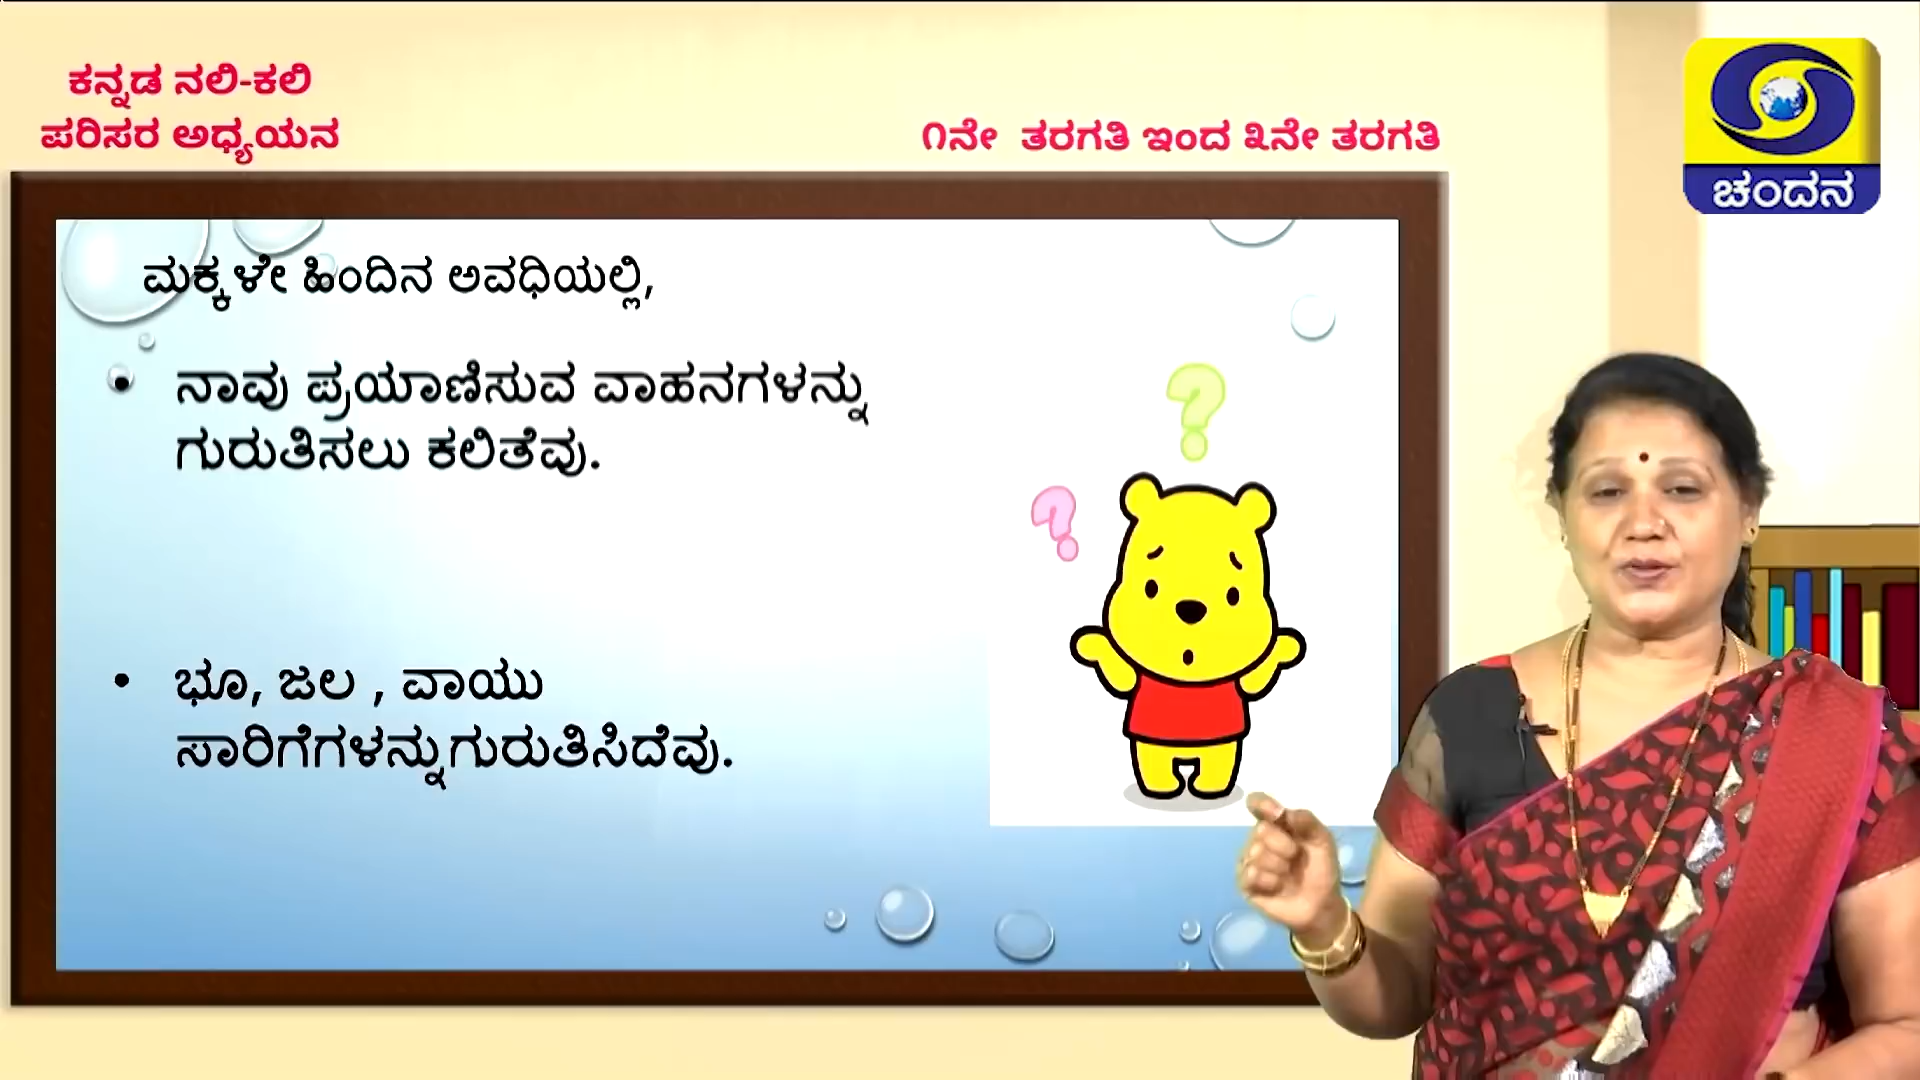 ಕನ್ನಡ ನಲಿ-ಕಲಿ
ಪರಿಸರ ಅಧ್ಯಯನ
೧ನೇ ತರಗತಿ ಇಂದ ೩ನೇ ತರಗತಿ
ಚಂದನ
ಮಕ್ಕಳೇ ಹಿಂದಿನ ಅವಧಿಯಲ್ಲಿ,
• ನಾವು ಪ್ರಯಾಣಿಸುವ ವಾಹನಗಳನ್ನು
ಗುರುತಿಸಲು ಕಲಿತೆವು.
• ಭೂ, ಜಲ , ವಾಯು
ಸಾರಿಗೆಗಳನ್ನುಗುರುತಿಸಿದೆವು.